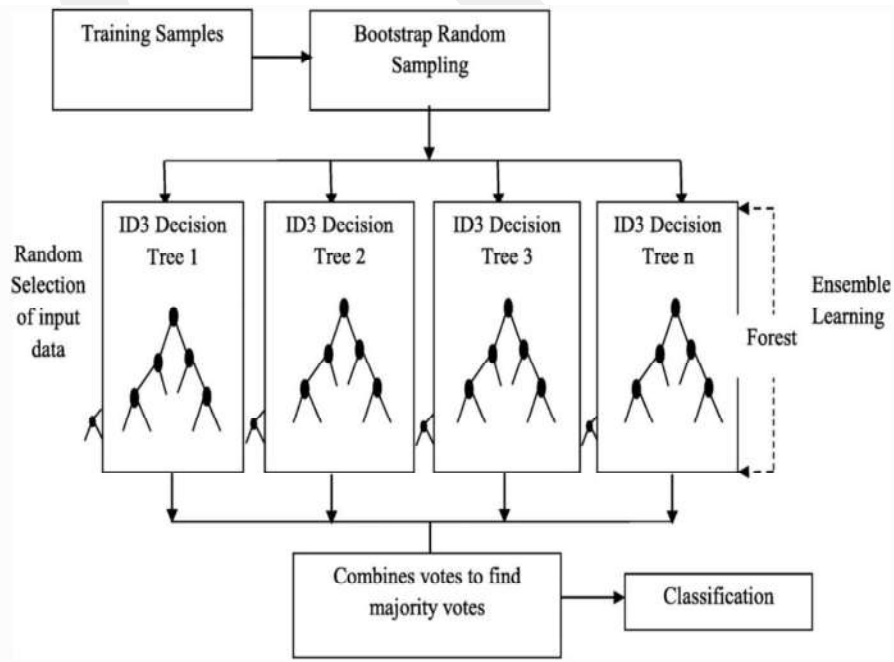 Training Samples
Bootstrap Random
Sampling
ID3 Decision
Tree 1
ID3 Decision
Tree 2
ID3 Decision
Tree 3
ID3 Decision
Tree n
Random
Selection
of input
data
Ensemble
Learning
Forest
Combines votes to find
majority votes
Classification